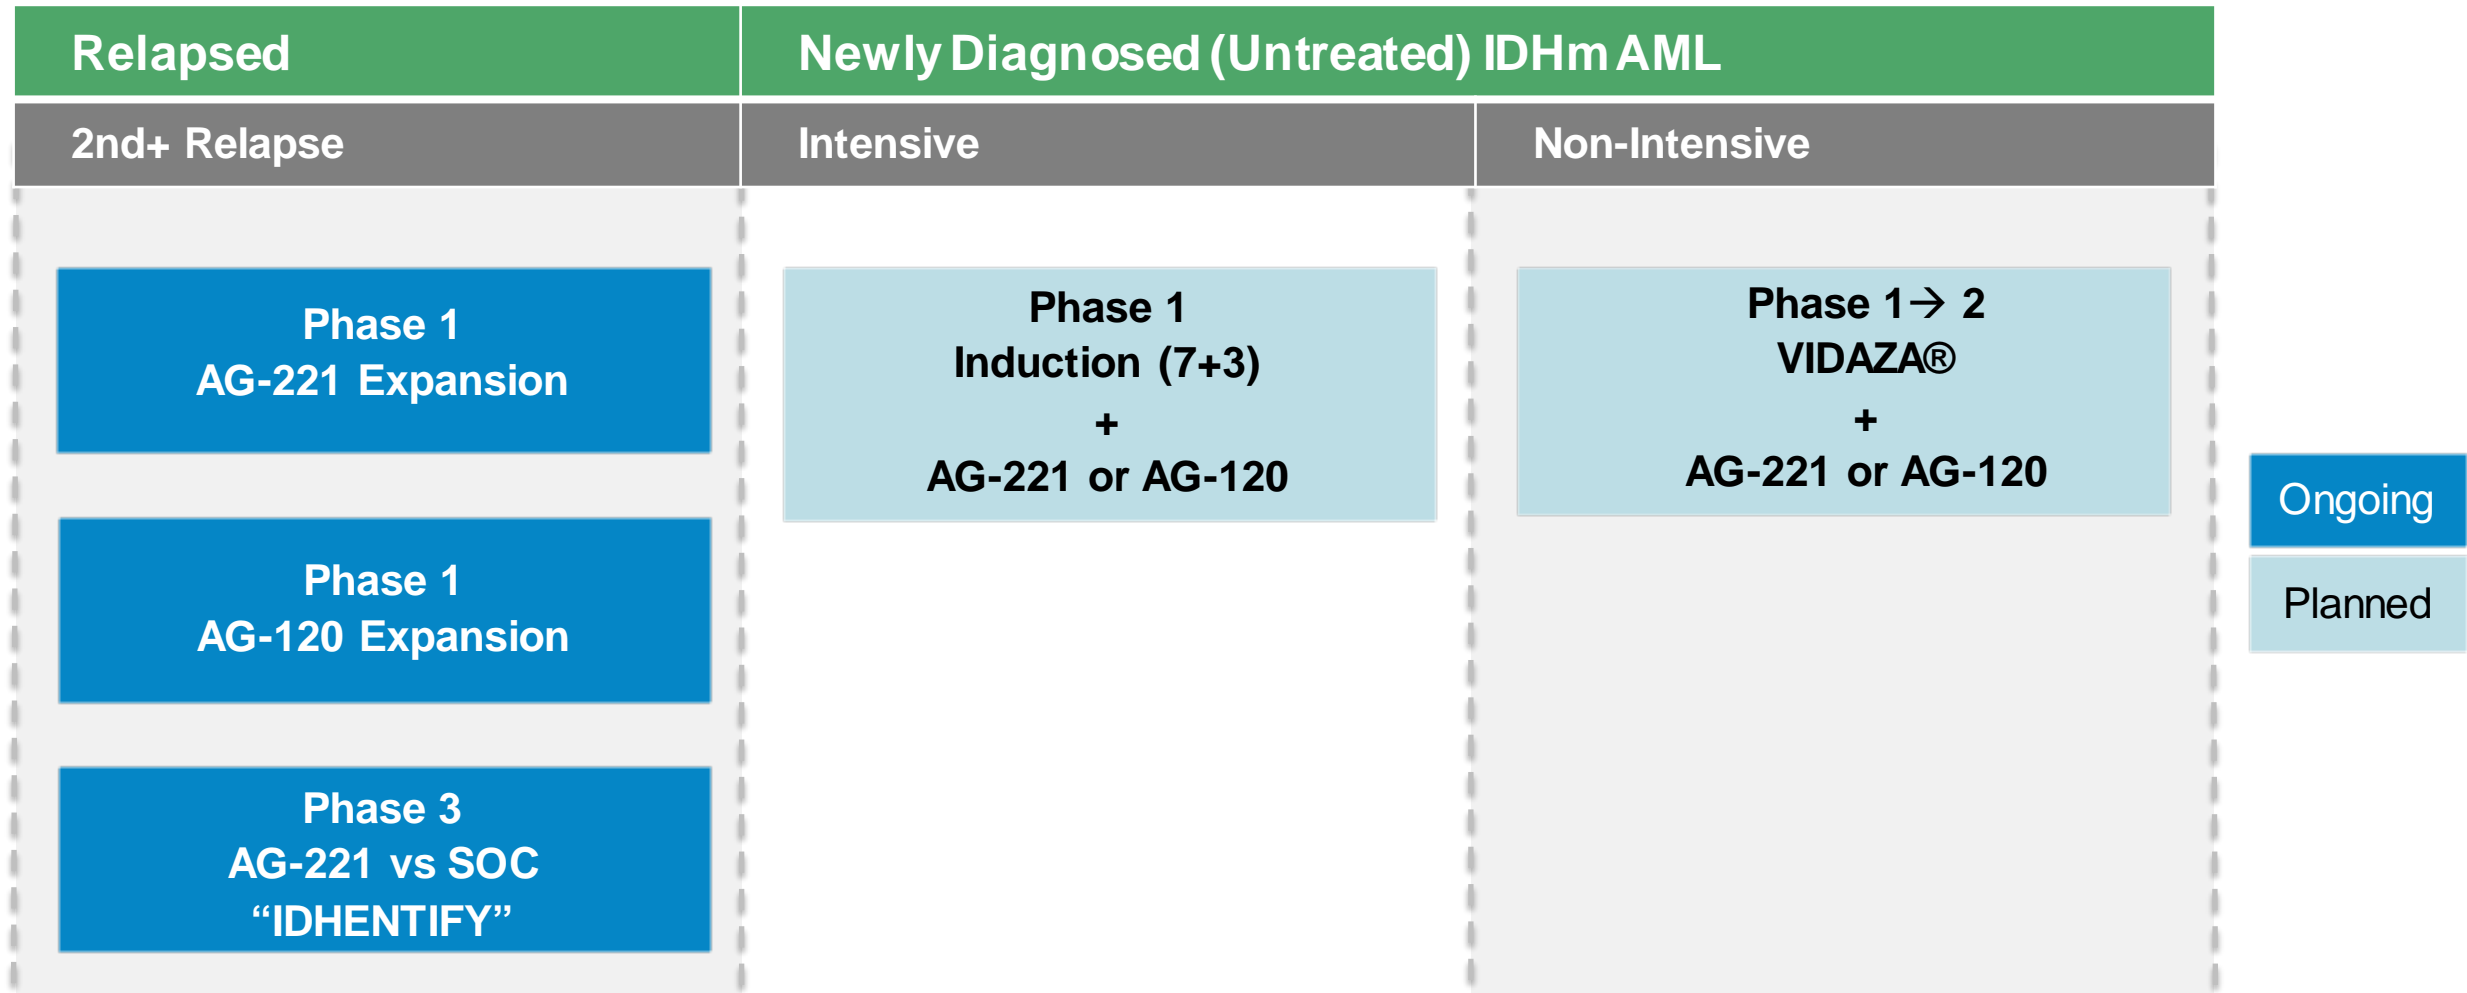 Relapsed
Newly Diagnosed (Untreated) IDHm AML
2nd+ Relapse
Intensive
Non-Intensive
Phase 1
AG-221 Expansion
Phase 1
AG-120 Expansion
Phase 3
AG-221 vs SOC
“IDHENTIFY”
Phase 1
Induction (7+3)
+
AG-221 or AG-120
Phase 1→ 2
VIDAZA®
+
AG-221 or AG-120
Ongoing
Planned